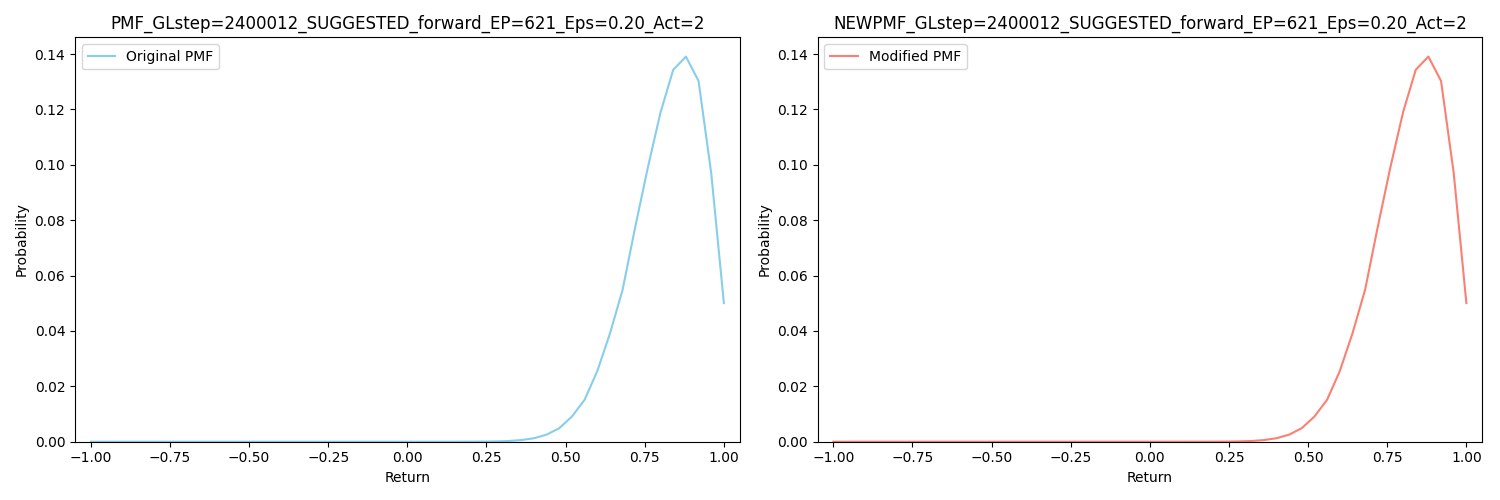 PMF_GLstep=2400012_SUGGESTED_forward_EP=621_Eps=0.20_Act=2
Original PMF
Probability
0.14
0.12
0.10
0.08
0.06
0.04
0.02
0.00
−1.00 −0.75 −0.50 −0.25 0.00 0.25 0.50 0.75 1.00
Return
NEWPMF_GLstep=2400012_SUGGESTED_forward_EP=621_Eps=0.20_Act=2
Modified PMF
Probability
0.14
0.12
0.10
0.08
0.06
0.04
0.02
0.00
−1.00 −0.75 −0.50 −0.25 0.00 0.25 0.50 0.75 1.00
Return